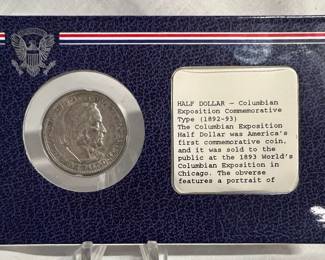 HALF DOLLAR — Columbian
Exposition Commemorative
Type (1892-93)
The Columbian Exposition
Half Dollar was America's
first commemorative coin,
and it was sold to the
public at the 1893 World's
Columbian Exposition in
Chicago. The obverse
features a portrait of